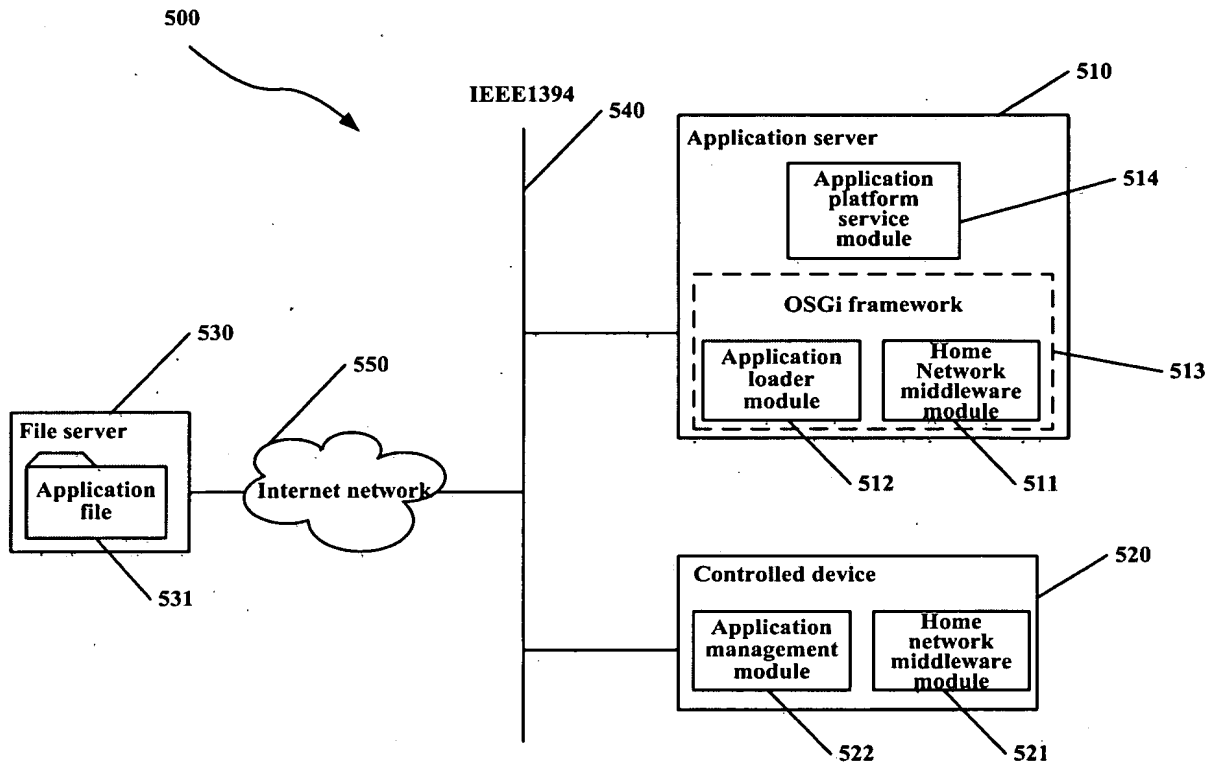 500
IEEE1394
540
510
Application server
Application
platform
service
module
514
OSGi framework
Application
loader
module
Home
Network
middleware
module
513
512
511
530
File server
Application
file
531
550
Internet network
520
Controlled device
Application
management
module
Home
network
middleware
module
522
521